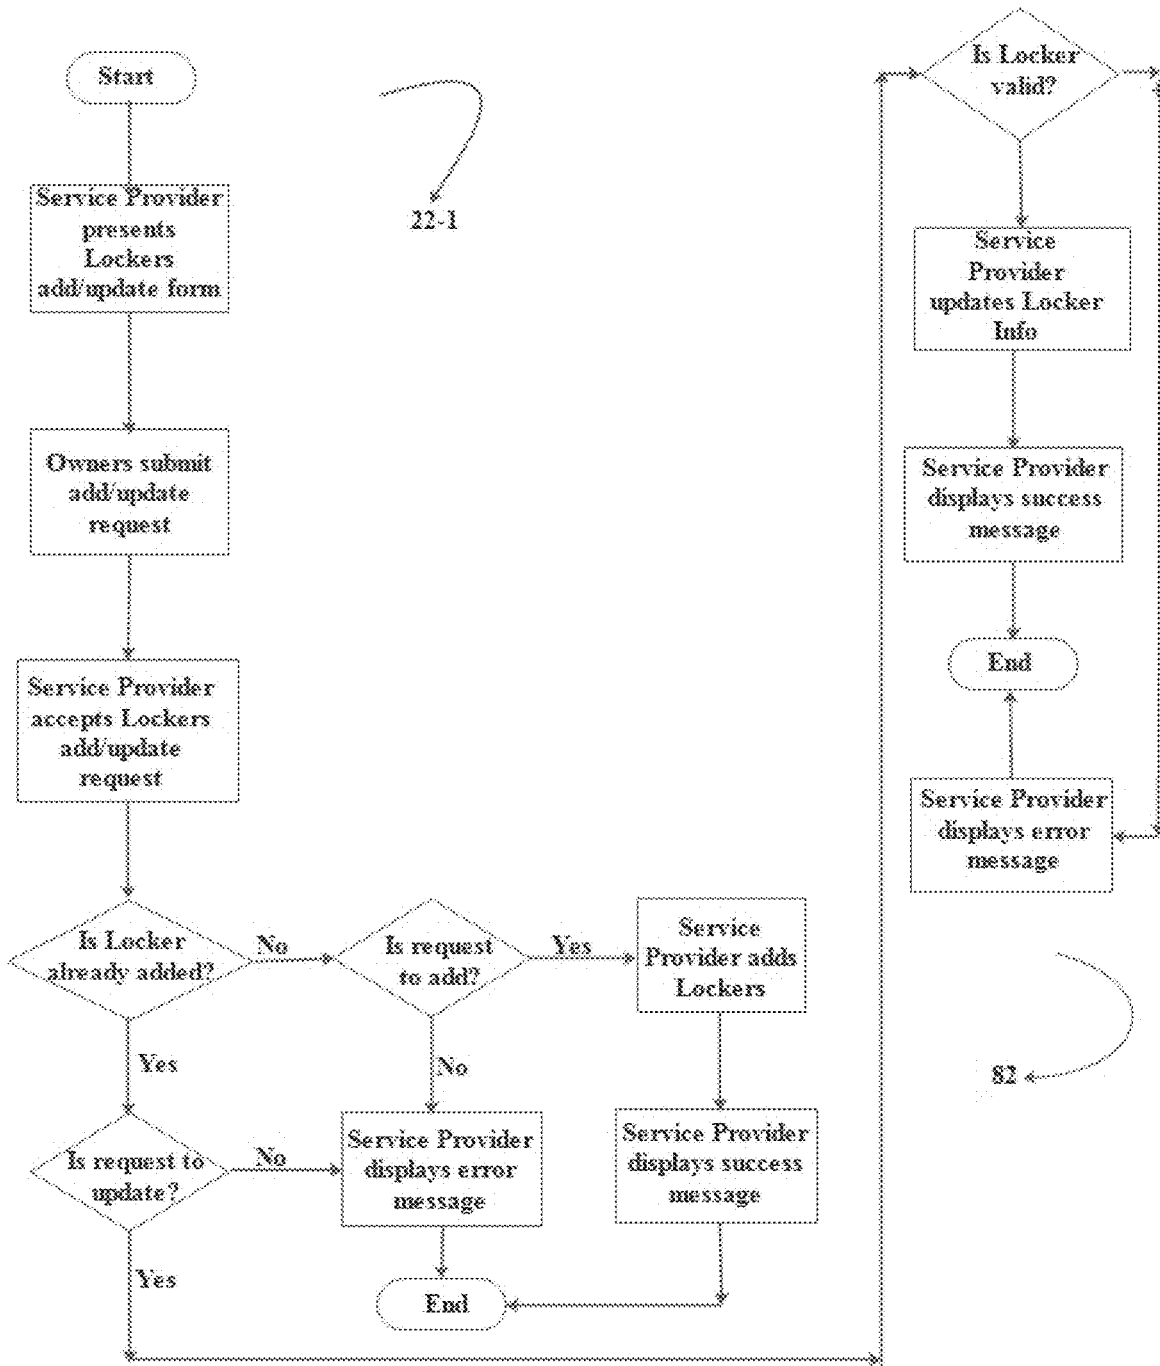 Start
22-1
Service Provider
presents
Lockers
add/update form
Owners submit
add/update
request
Service Provider
accepts Lockers
add/update
request
Is Locker
already added?
No
Is request
to add?
Yes
Service
Provider adds
Lockers
Yes
No
Is request to
update?
No
Service Provider
displays error
message
Service Provider
displays success
message
Yes
End
Is Locker
valid?
Service
Provider
updates Locker
Info
Service Provider
displays success
message
End
Service Provider
displays error
message
82